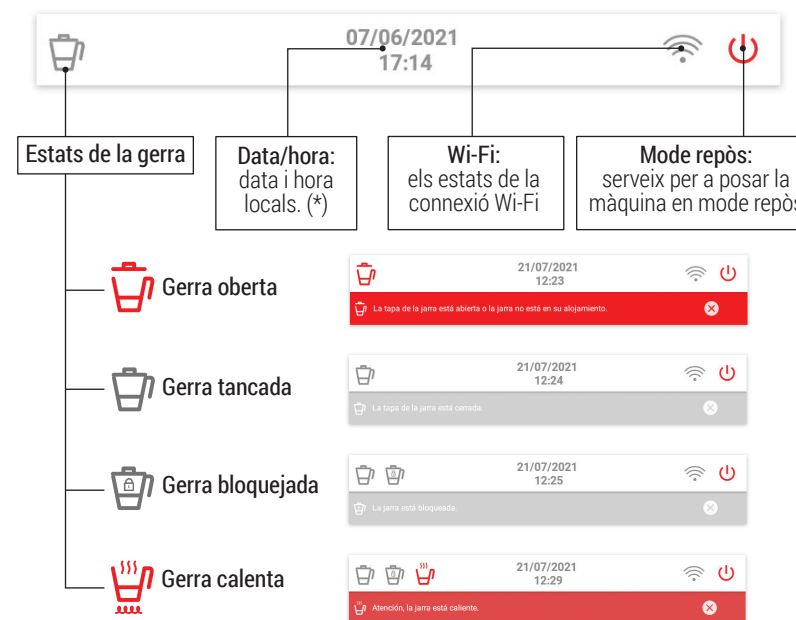 07/06/2021
17:14
Estats de la gerra
Data/hora:
data i hora
locals. (*)
Wi-Fi:
els estats de la
connexió Wi-Fi
Mode repòs:
serveix per a posar la
màquina en mode repòs
Gerra oberta
21/07/2021
12:23
La tapa de la jarra está abierta o la jarra no está en su alojamiento.
Gerra tancada
21/07/2021
12:24
La tapa de la jarra está cerrada.
Gerra bloquejada
21/07/2021
12:25
La jarra está bloqueada.
Gerra calenta
21/07/2021
12:29
Atención, la jarra está caliente.